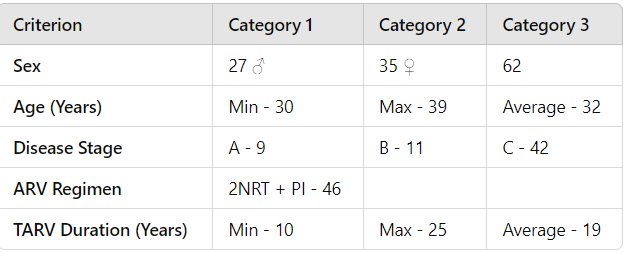 Criterion Category 1 Category 2 Category 3
Sex 27 ♂ 35 ♀ 62
Age (Years) Min - 30 Max - 39 Average - 32
Disease Stage A - 9 B - 11 C - 42
ARV Regimen 2NRT + PI - 46
TARV Duration (Years) Min - 10 Max - 25 Average - 19